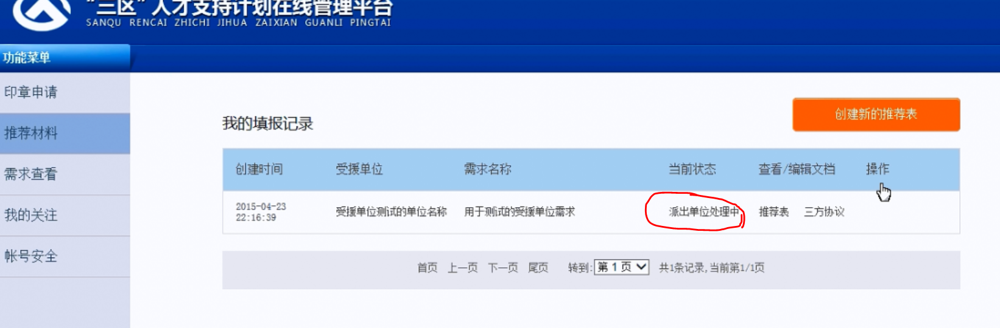 “三区”人才支持计划在线管理平台
SANQU RENCAI ZHICHI JIHUA ZAIXIAN GUANLI PINGTAI
功能菜单
印章申请
推荐材料
需求查看
我的关注
帐号安全
创建新的推荐表
我的填报记录
创建时间 受援单位 需求名称 当前状态 查看/编辑文档 操作
2015-04-23
22:16:39
受援单位测试的单位名称 用于测试的受援单位需求 派出单位处理中 推荐表 三方协议
首页 上一页 下一页 尾页 转到: 第 1 页 共1条记录,当前第1/1页